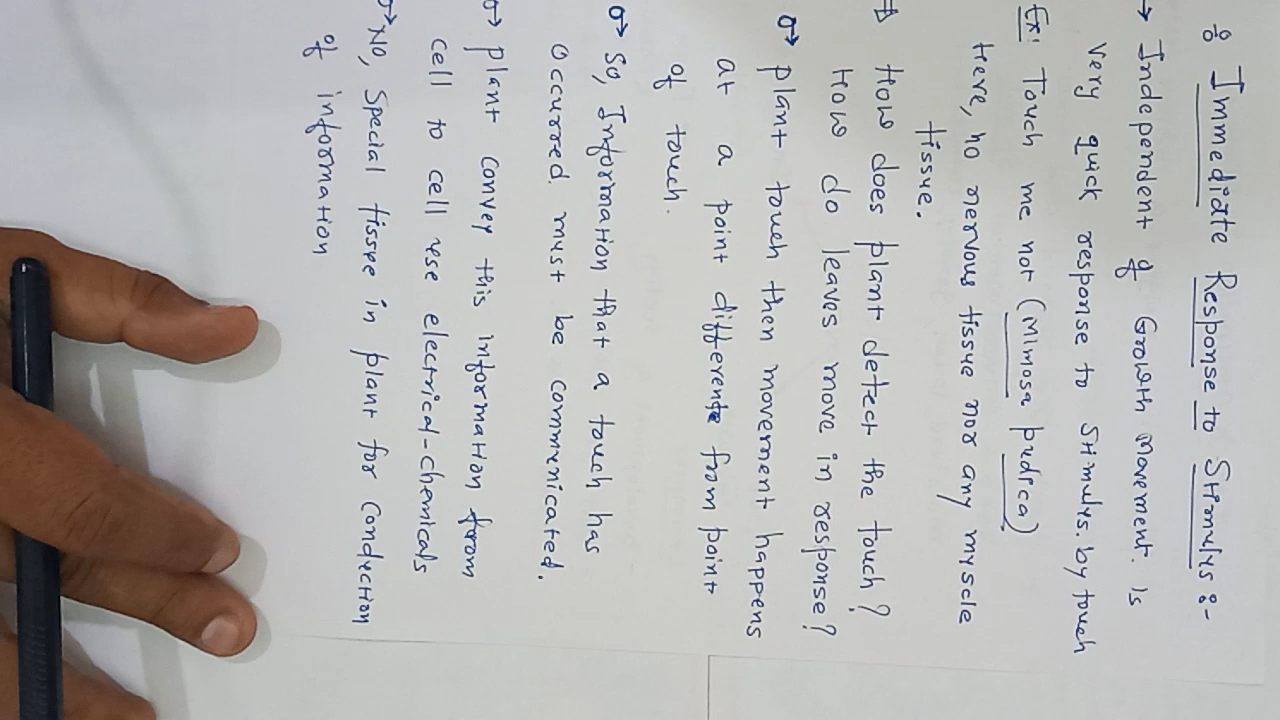 Immediate Response to Stimulus :-
→ Independent of Growth movement. Is
very quick response to stimulus. by touch
Ex: Touch me not (Mimosa pudica)
Here, no nervous tissue nor any muscle
tissue.
How does plant detect the touch?
How do leaves move in response?
→ plant touch then movement happens
at a point different from point
of touch.
→ So, Information that a touch has
occurred must be communicated.
→ plant convey this information from
cell to cell use electrical-chemicals
→ No, special tissue in plant for conduction
of information